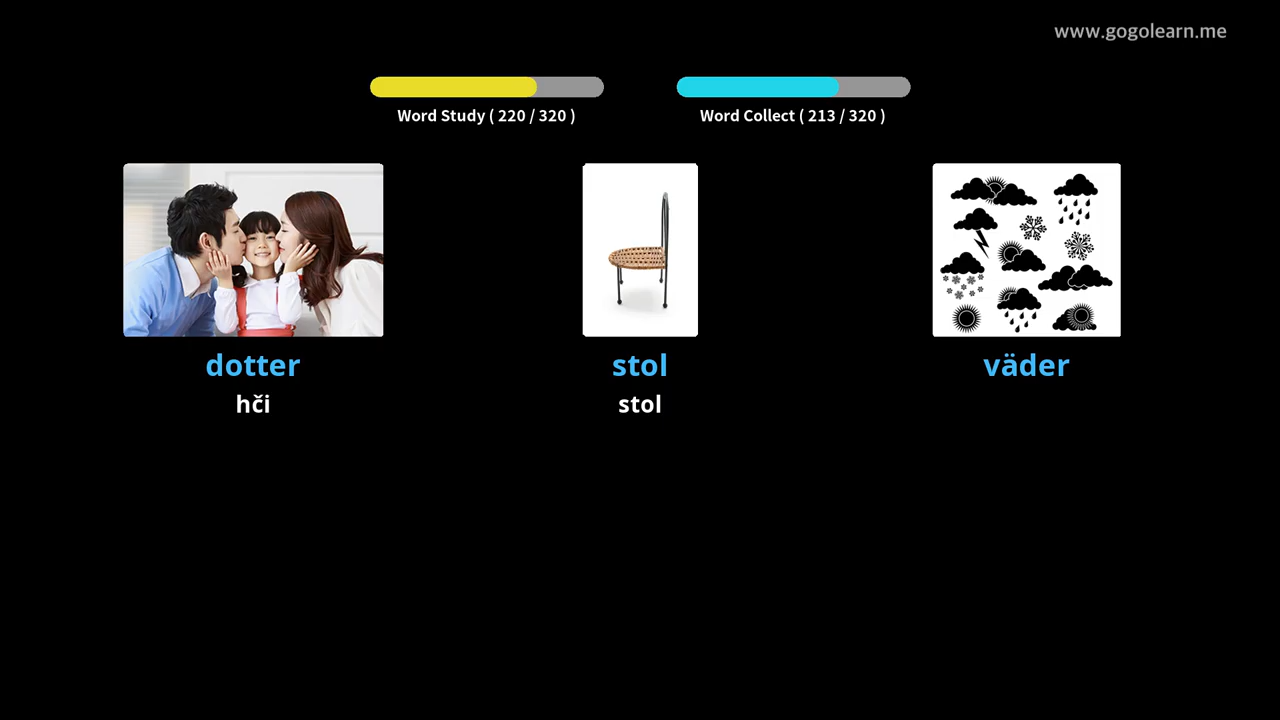 www.gogolearn.me
Word Study ( 220 / 320 )
Word Collect ( 213 / 320 )
dotter
hči
stol
stol
väder